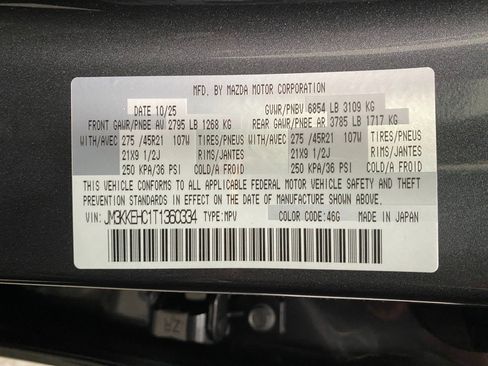 MFD. BY MAZDA MOTOR CORPORATION
DATE 10/25 GVWR/PNBV 6854 LB 3109 KG
FRONT GAWR/PNBE AV 2795 LB 1268 KG REAR GAWR/PNBE AR 3785 LB 1717 KG
WITH/AVEC 275 /45R21 107W TIRES/PNEUS WITH/AVEC 275 /45R21 107W TIRES/PNEUS
21X9 1/2J RIMS/JANTES 21X9 1/2J RIMS/JANTES
250 KPA/36 PSI COLD/A FROID 250 KPA/36 PSI COLD/A FROID
THIS VEHICLE CONFORMS TO ALL APPLICABLE FEDERAL MOTOR VEHICLE SAFETY AND THEFT
PREVENTION STANDARDS IN EFFECT ON THE DATE OF MANUFACTURE SHOWN ABOVE.
VIN: JM3KKEHC1T1360334 TYPE:MPV COLOR CODE:46G MADE IN JAPAN